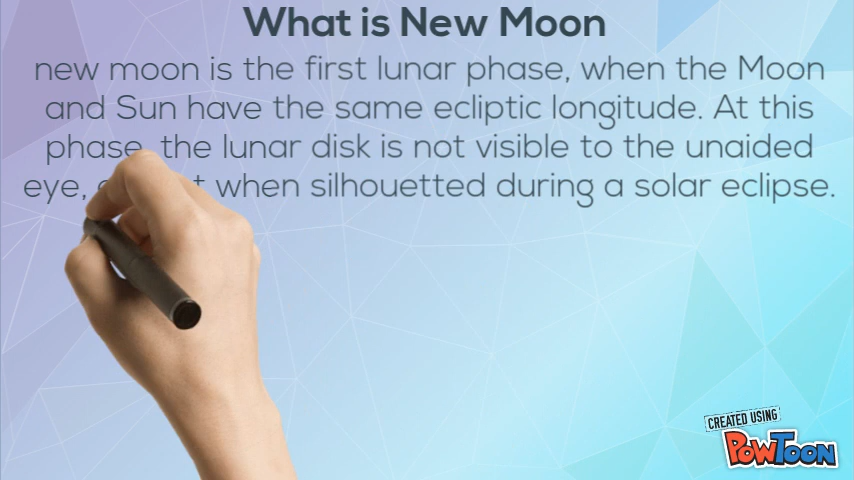 What is New Moon
new moon is the first lunar phase, when the Moon
and Sun have the same ecliptic longitude. At this
phase, the lunar disk is not visible to the unaided
eye, when silhouetted during a solar eclipse.
CREATED USING
POWTOON